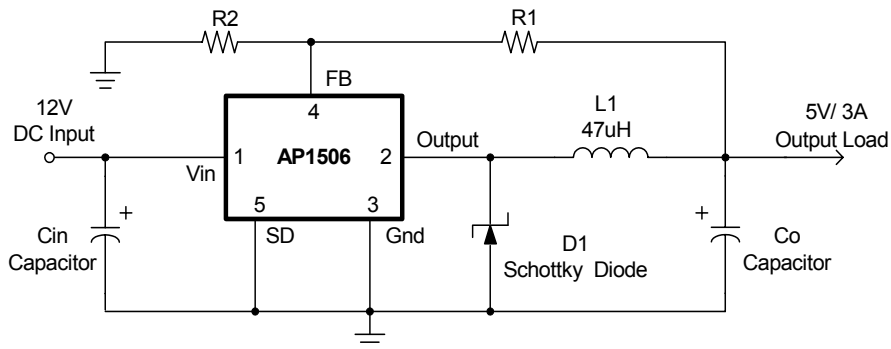 R2
R1
FB
4
12V
DC Input
L1
47uH
5V/ 3A
Output Load
Output
1
AP1506
2
Vin
5
3
SD
Gnd
Cin
Capacitor
D1
Schottky Diode
Co
Capacitor
+
+